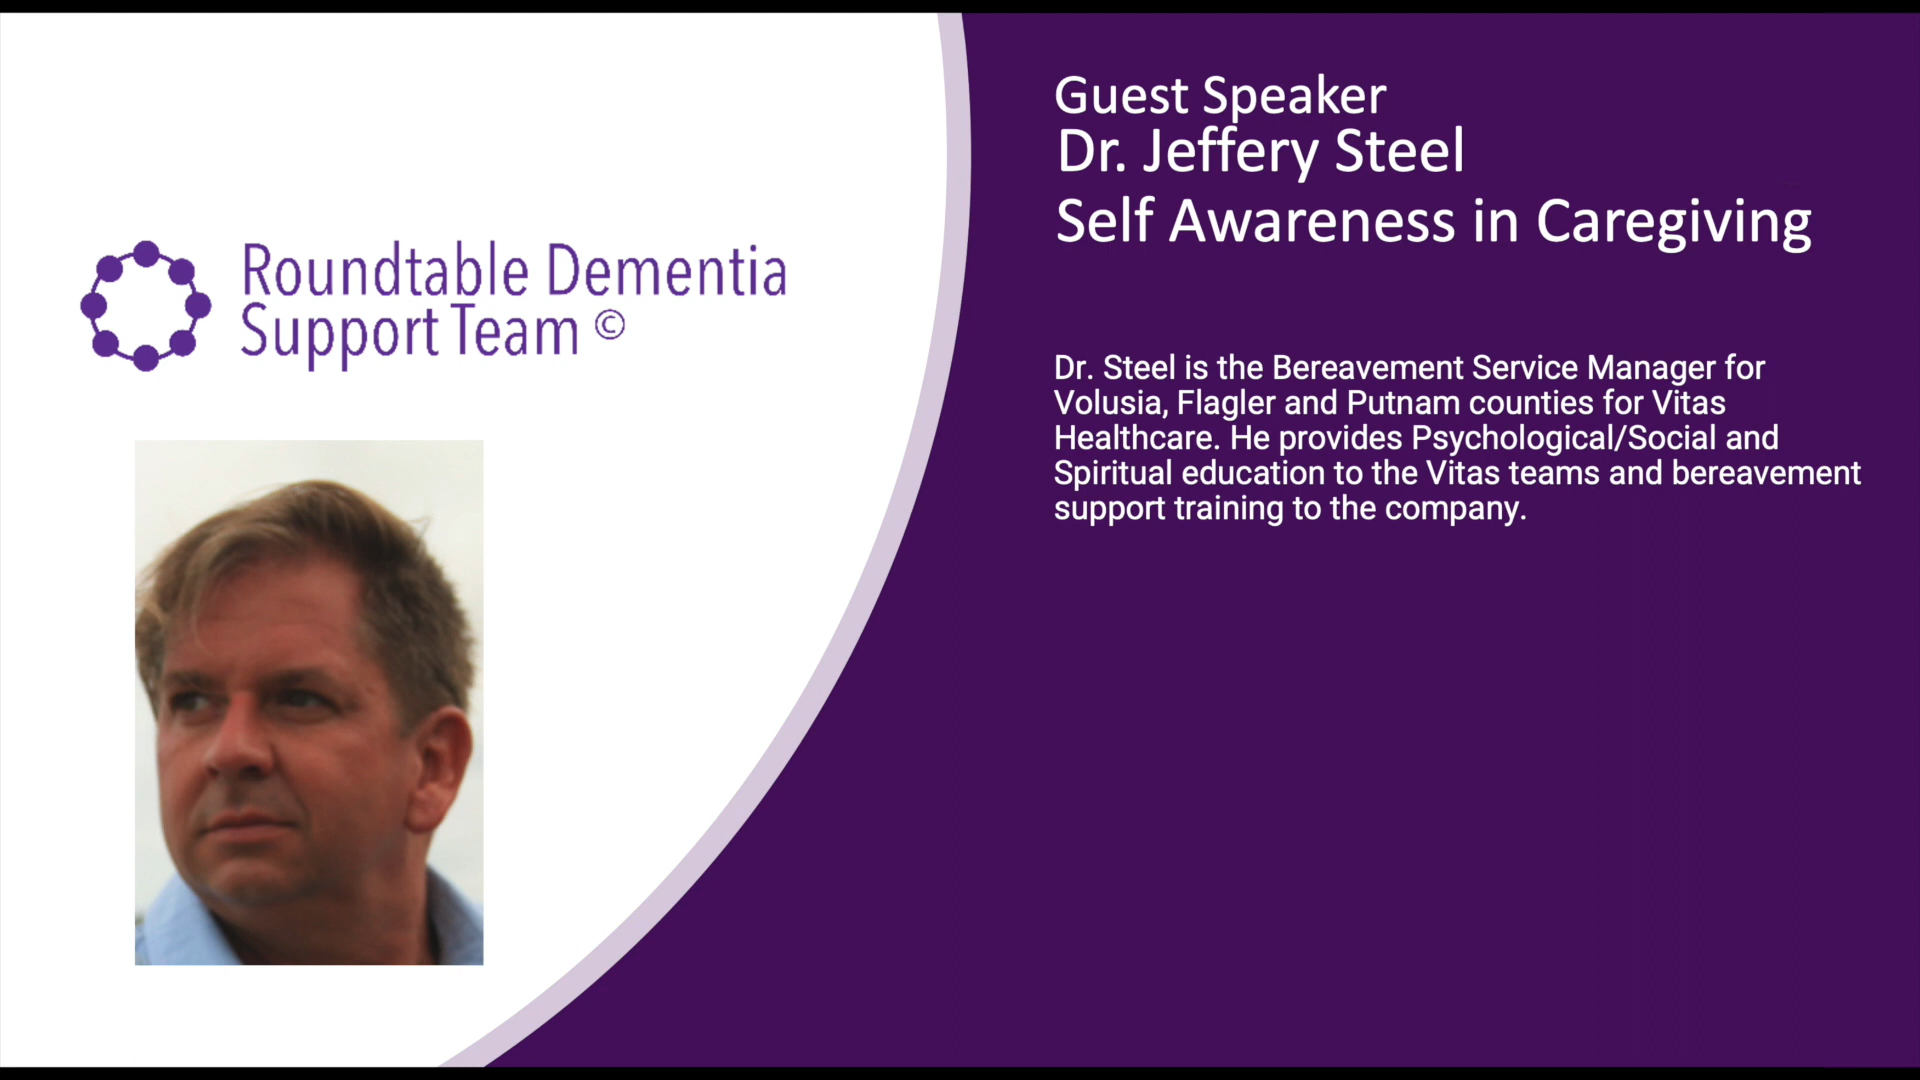 Roundtable Dementia
Support Team ©
Guest Speaker
Dr. Jeffery Steel
Self Awareness in Caregiving
Dr. Steel is the Bereavement Service Manager for
Volusia, Flagler and Putnam counties for Vitas
Healthcare. He provides Psychological/Social and
Spiritual education to the Vitas teams and bereavement
support training to the company.